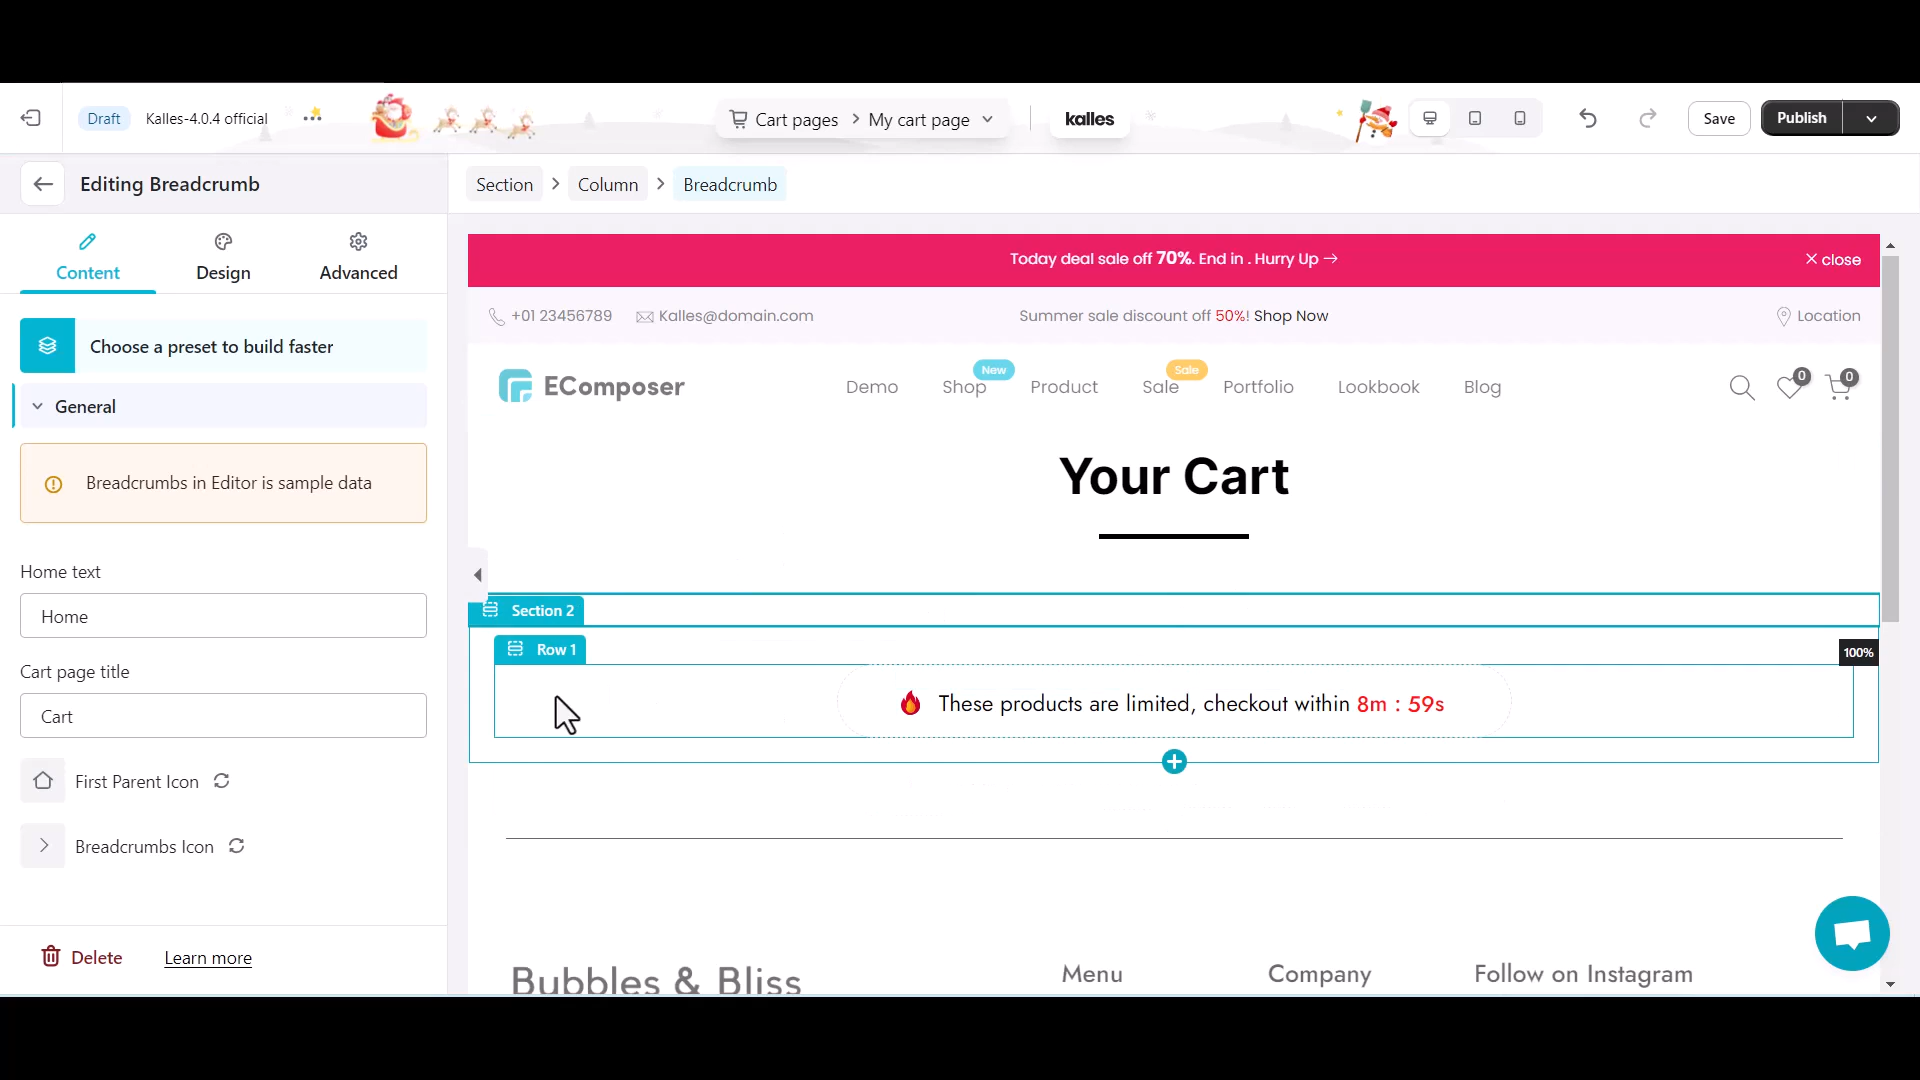 Draft Kalles-4.0.4 official
Cart pages > My cart page
kalles
Save
Publish
Editing Breadcrumb
Section > Column > Breadcrumb
Content
Design
Advanced
Choose a preset to build faster
General
Breadcrumbs in Editor is sample data
Home text
Home
Cart page title
Cart
First Parent Icon
Breadcrumbs Icon
Delete
Learn more
Today deal sale off 70%. End in . Hurry Up →
× close
+01 23456789
Kalles@domain.com
Summer sale discount off 50%! Shop Now
Location
EComposer
Demo
Shop
New
Product
Sale
Sale
Portfolio
Lookbook
Blog
0
0
Your Cart
Section 2
Row 1
100%
These products are limited, checkout within 8m : 59s
Bubbles & Bliss
Menu
Company
Follow on Instagram